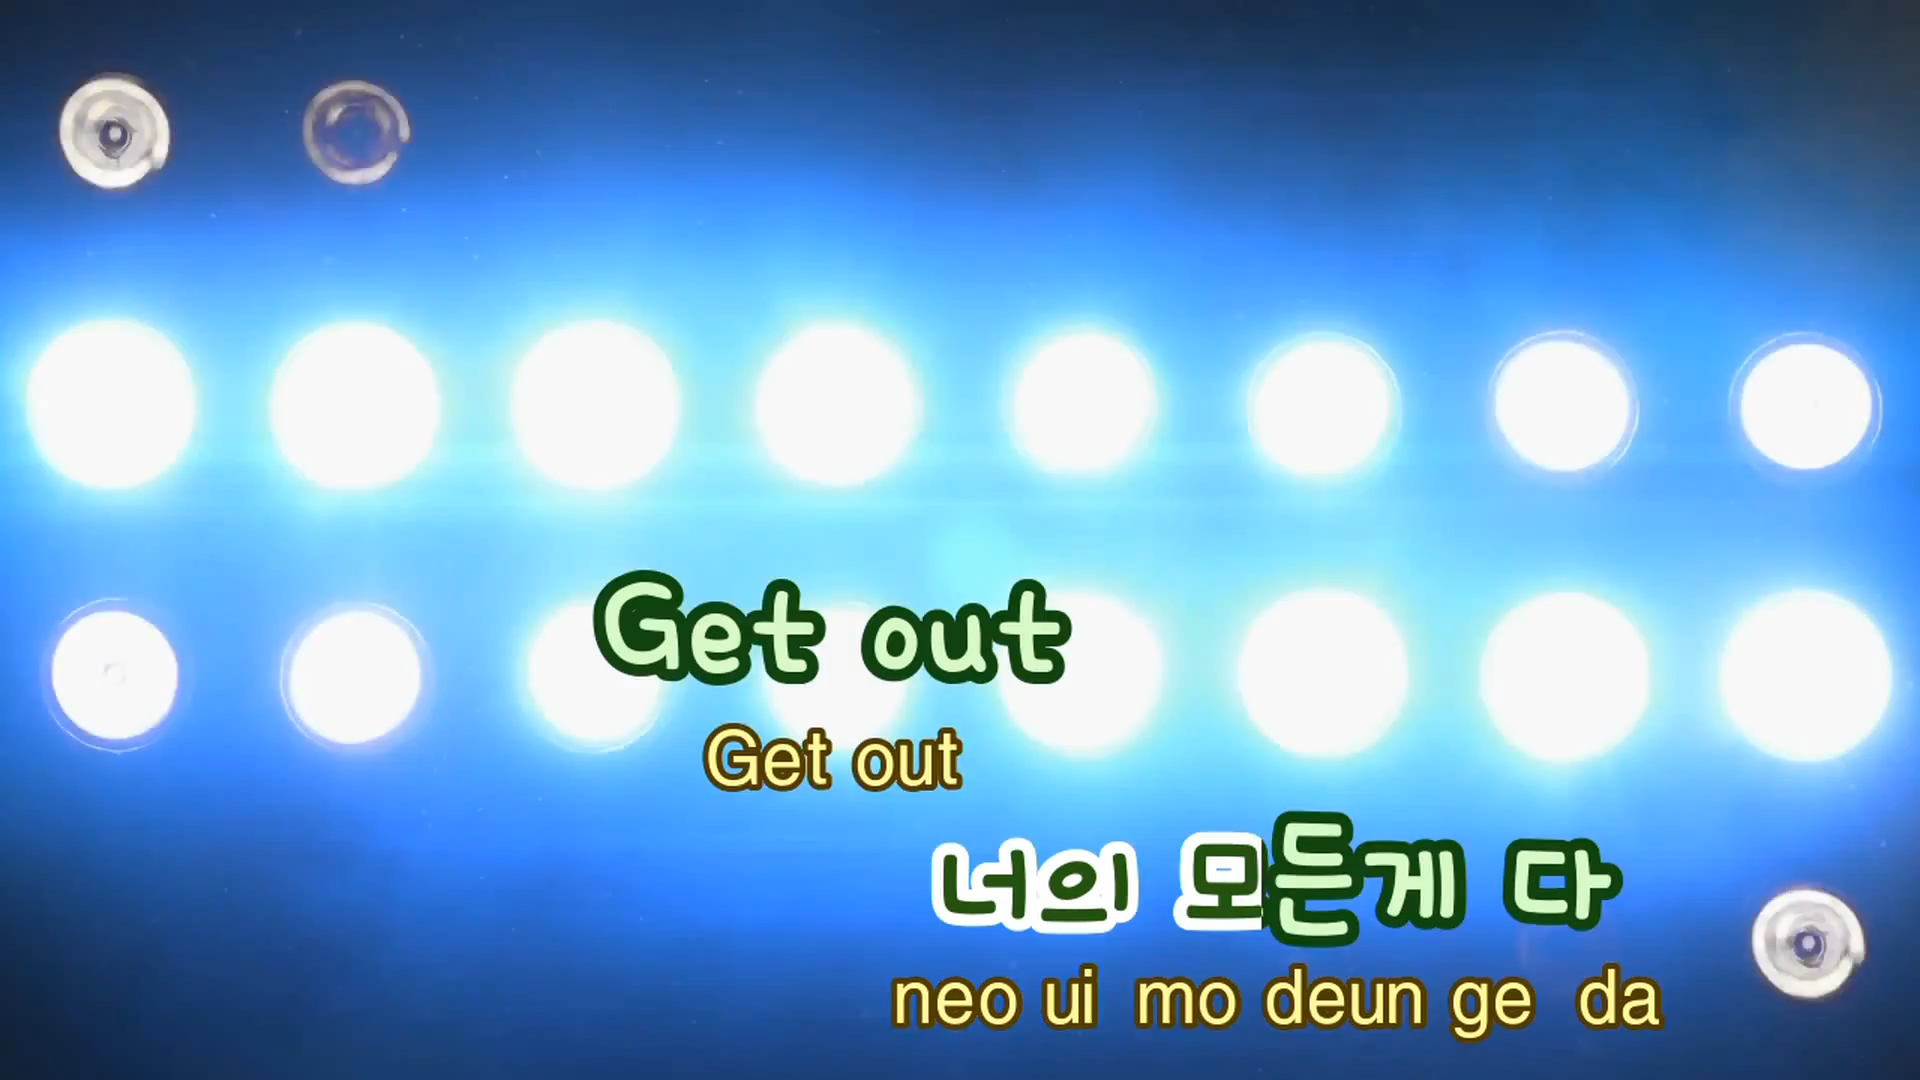 Get out
Get out
너의 모든게 다
neo ui mo deun ge da